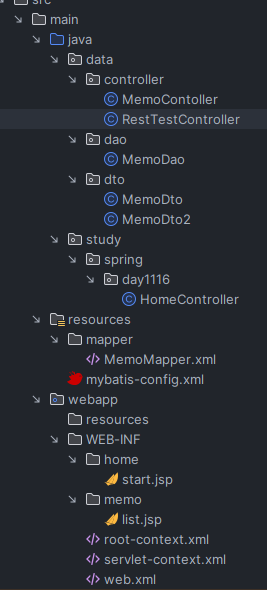 src
main
java
data
controller
MemoContoller
RestTestController
dao
MemoDao
dto
MemoDto
MemoDto2
study
spring
day1116
HomeController
resources
mapper
MemoMapper.xml
mybatis-config.xml
webapp
resources
WEB-INF
home
start.jsp
memo
list.jsp
root-context.xml
servlet-context.xml
web.xml